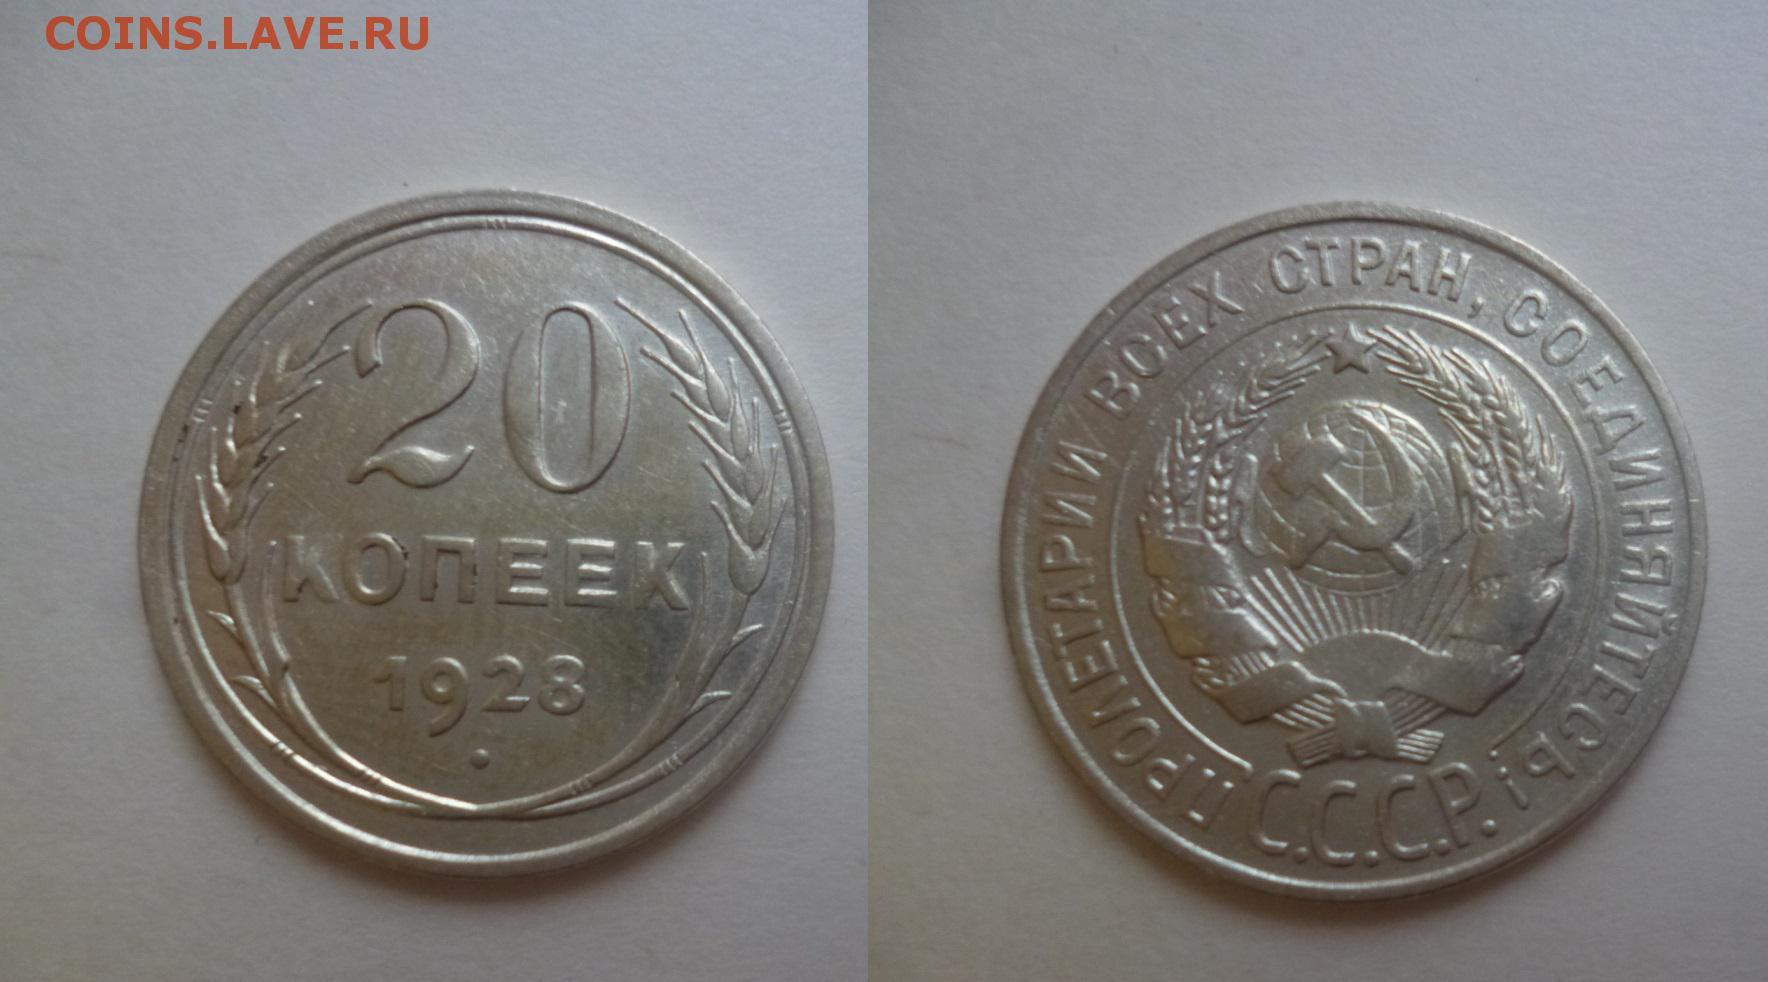 COINS.LAVE.RU
20
КОПЕЕК
1928
ПРОЛЕТАРИИ ВСЕХ СТРАН, СОЕДИНЯЙТЕСЬ!
С.С.С.Р.